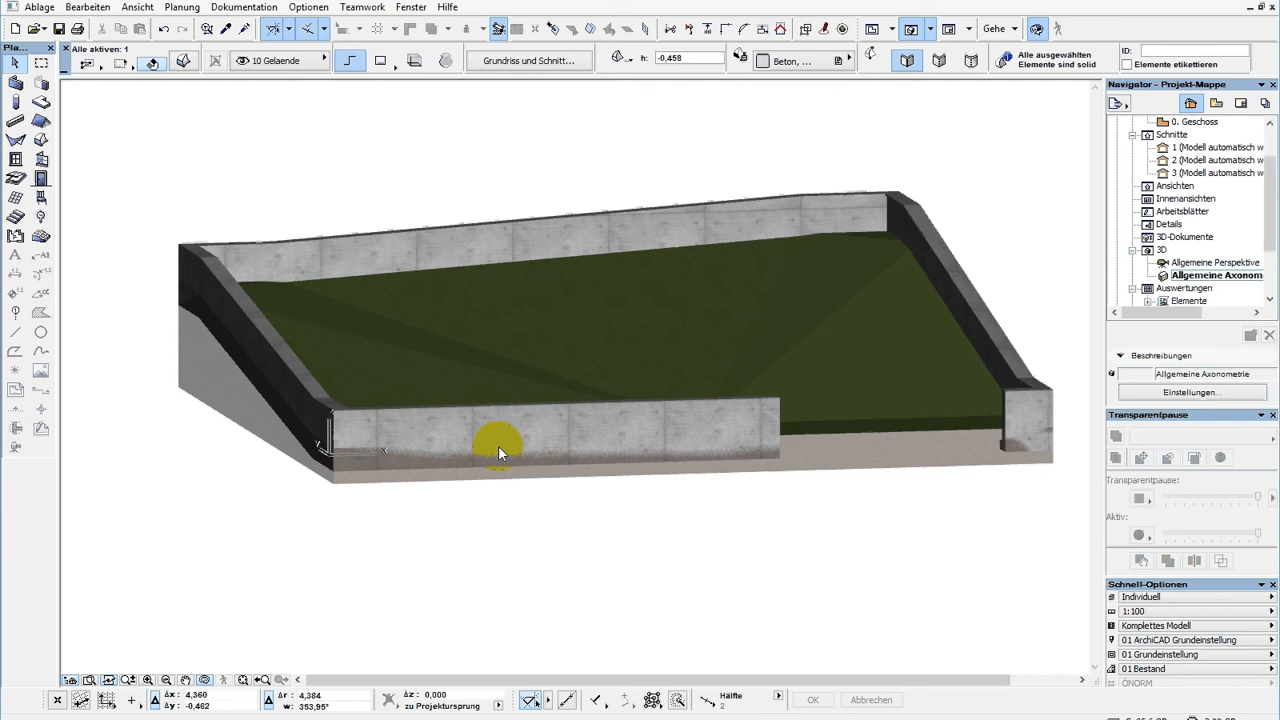 Ablage Bearbeiten Ansicht Planung Dokumentation Optionen Teamwork Fenster Hilfe
Gehe
Pla...
Alle aktiven: 1
10 Gelaende
Grundriss und Schnitt...
h: -0,458
Beton, ...
Alle ausgewählten
Elemente sind solid
ID:
Elemente etikettieren
Navigator - Projekt-Mappe
0. Geschoss
Schnitte
1 (Modell automatisch w
2 (Modell automatisch w
3 (Modell automatisch w
Ansichten
Innenansichten
Arbeitsblätter
Details
3D-Dokumente
3D
Allgemeine Perspektive
Allgemeine Axonom
Auswertungen
Elemente
Beschreibungen
Allgemeine Axonometrie
Einstellungen...
Transparentpause
Transparentpause:
Aktiv:
Schnell-Optionen
Individuell
1:100
Komplettes Modell
01 ArchiCAD Grundeinstellung
01 Grundeinstellung
01 Bestand
ÖNORM
y
x
Δx: 4,360
Δy: -0,462
Δr: 4,384
w: 353,95°
0,000
zu Projektursprung
Hälfte
2
OK
Abbrechen